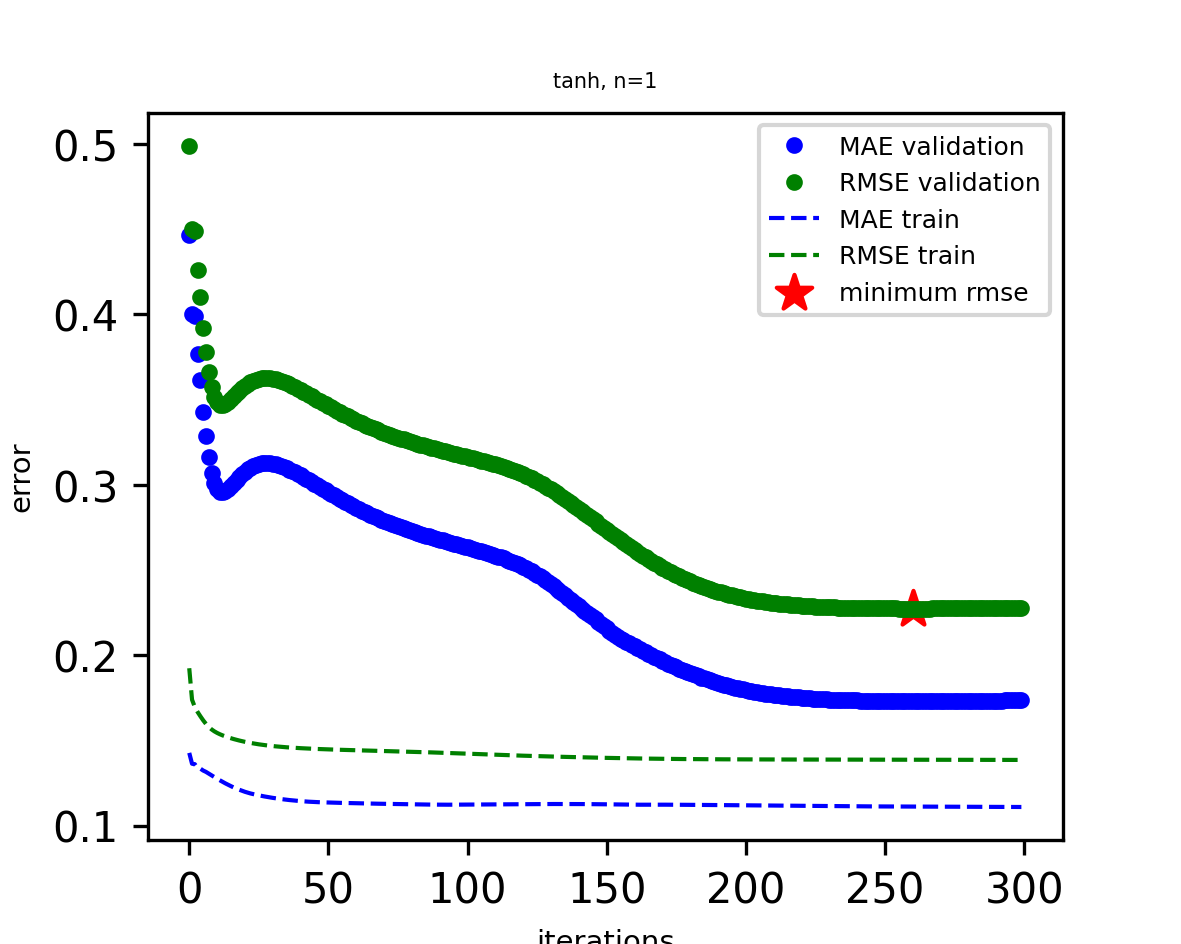 tanh, n=1
0.5
0.4
0.3
0.2
0.1
error
MAE validation
RMSE validation
MAE train
RMSE train
minimum rmse
0 50 100 150 200 250 300
iterations